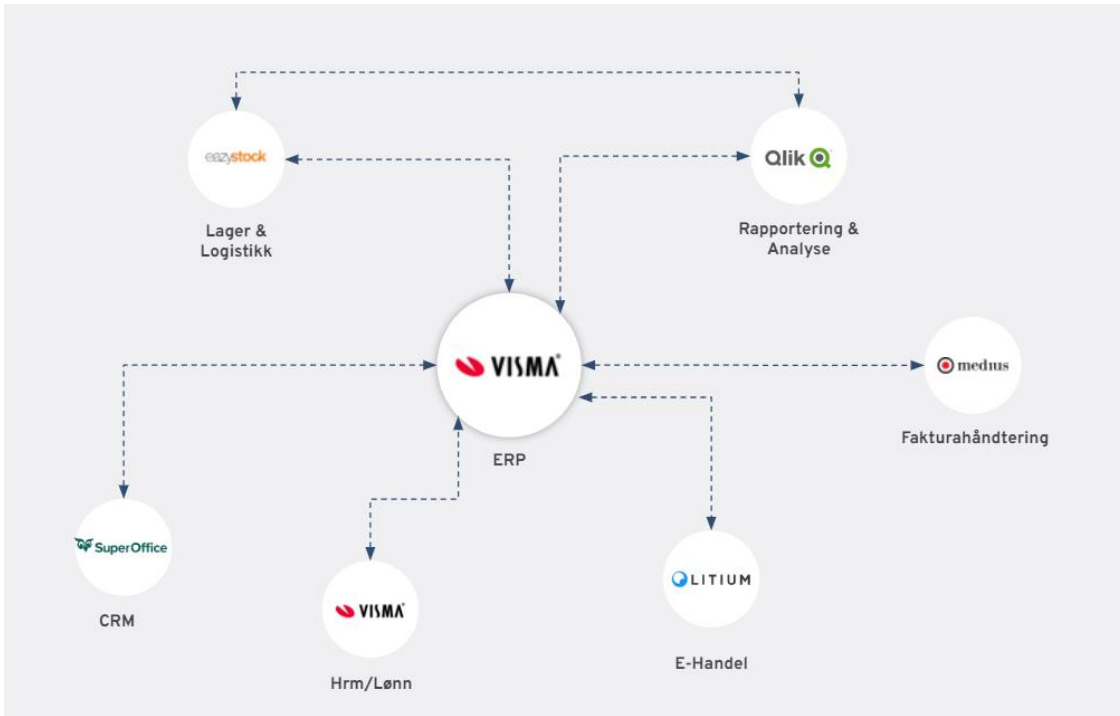 eazystock
Lager &
Logistikk
Qlik
Rapportering &
Analyse
VISMA®
ERP
medius
Fakturahåndtering
SuperOffice
CRM
VISMA®
Hrm/Lønn
LITIUM
E-Handel